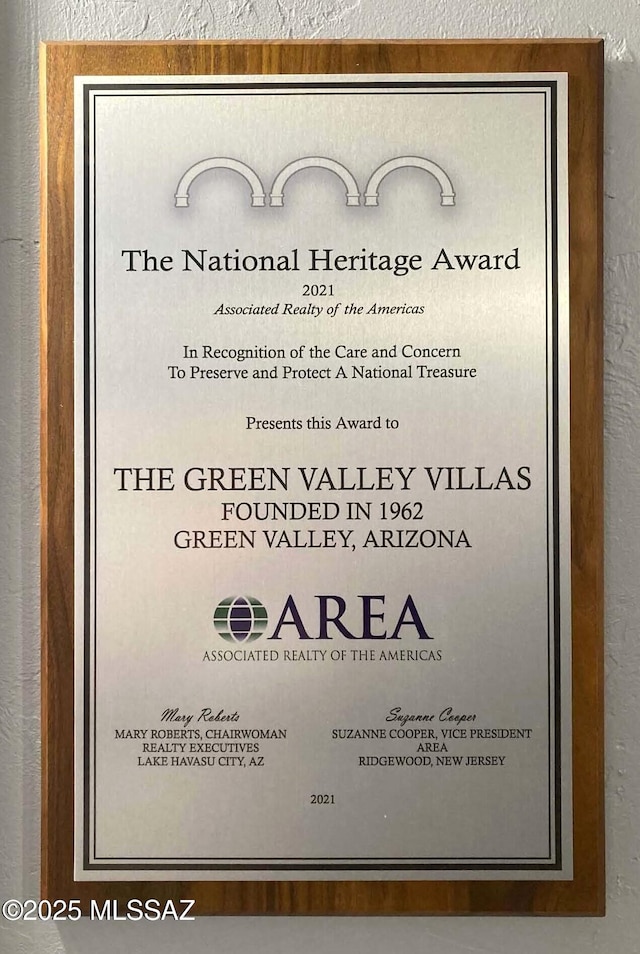 The National Heritage Award
2021
Associated Realty of the Americas
In Recognition of the Care and Concern
To Preserve and Protect A National Treasure
Presents this Award to
THE GREEN VALLEY VILLAS
FOUNDED IN 1962
GREEN VALLEY, ARIZONA
AREA
ASSOCIATED REALTY OF THE AMERICAS
Mary Roberts
MARY ROBERTS, CHAIRWOMAN
REALTY EXECUTIVES
LAKE HAVASU CITY, AZ
Suzanne Cooper
SUZANNE COOPER, VICE PRESIDENT
AREA
RIDGEWOOD, NEW JERSEY
2021
©2025 MLSSAZ